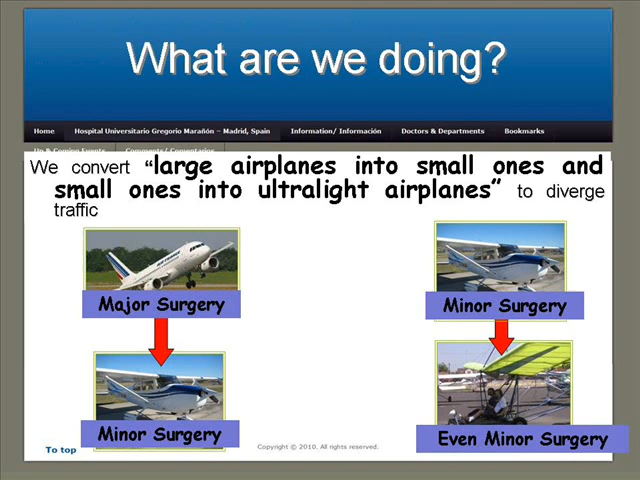 What are we doing?
Home Hospital Universitario Gregorio Marañón – Madrid, Spain Information/ Información Doctors & Departments Bookmarks
Up & Coming Events Comments/ Comentarios
We convert “large airplanes into small ones and
small ones into ultralight airplanes” to diverge
traffic
AIR FRANCE
Major Surgery
Minor Surgery
Minor Surgery
Even Minor Surgery
To top
Copyright © 2010. All rights reserved.